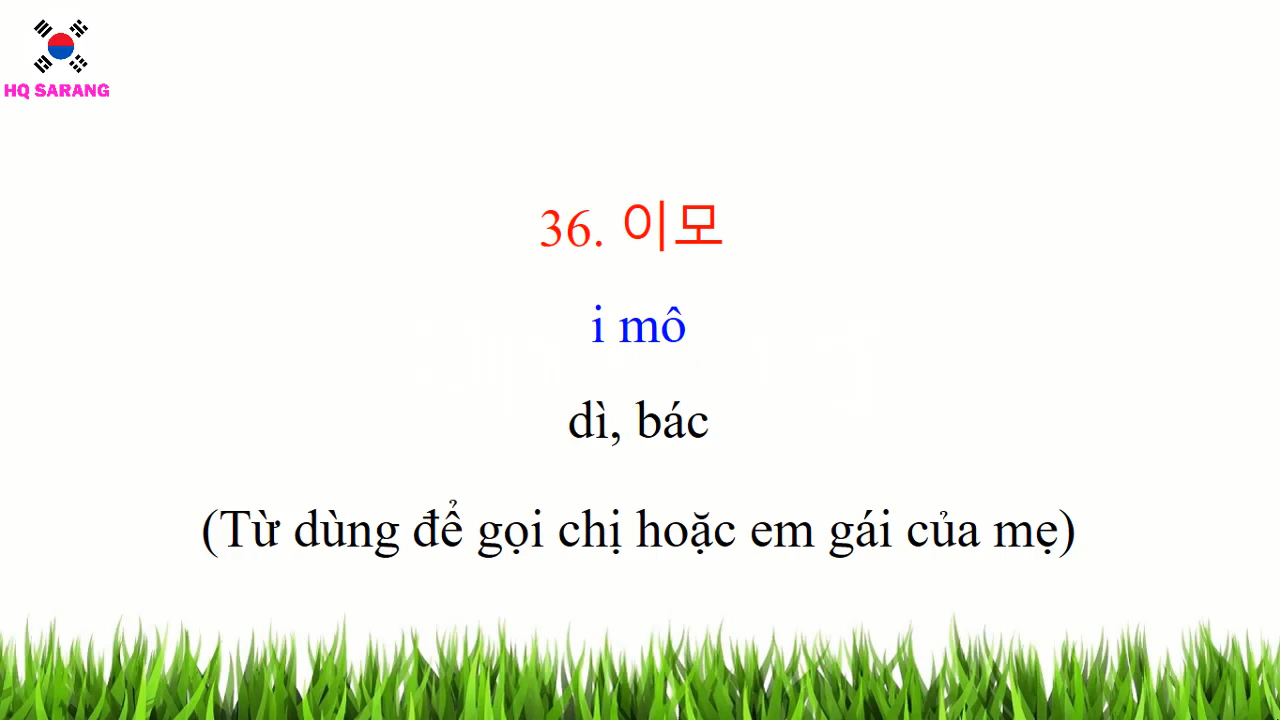 HQ SARANG
36. 이모
i mô
dì, bác
(Từ dùng để gọi chị hoặc em gái của mẹ)